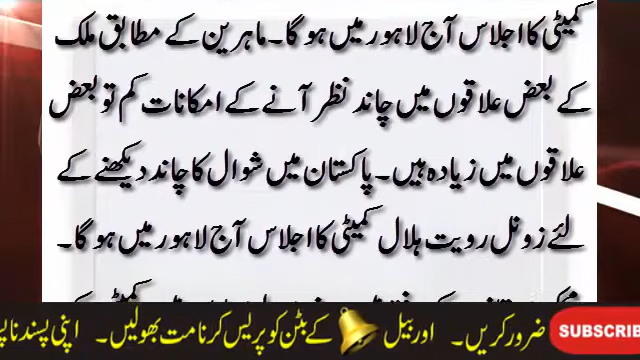 کمیٹی کا اجلاس آج لاہور میں ہو گا۔ ماہرین کے مطابق ملک
کے بعض علاقوں میں چاند نظر آنے کے امکانات کم تو بعض
علاقوں میں زیادہ ہیں۔ پاکستان میں شوال کا چاند دیکھنے کے
لئے زونل رویت ہلال کمیٹی کا اجلاس آج لاہور میں ہو گا۔
SUBSCRIBE ضرور کریں۔ اور بیل کے بٹن کو پریس کرنا مت بھولیں۔ اپنی پسند